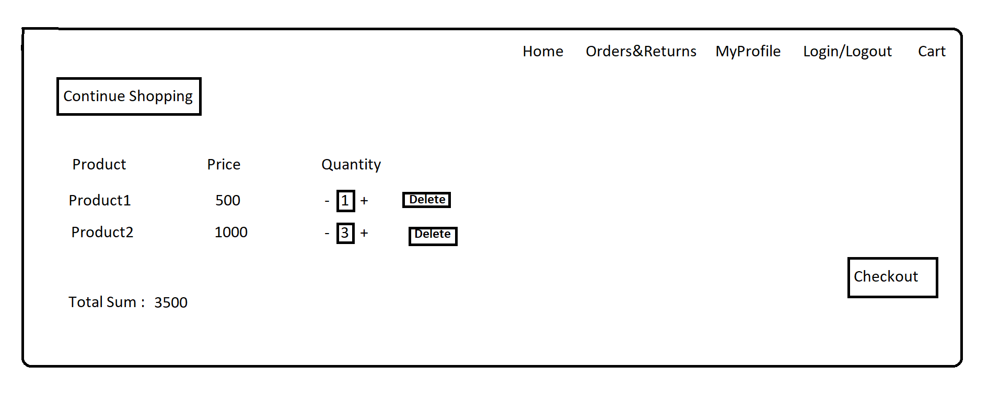 Home Orders&Returns MyProfile Login/Logout Cart
Continue Shopping
Product Price Quantity
Product1 500 - 1 + Delete
Product2 1000 - 3 + Delete
Checkout
Total Sum : 3500